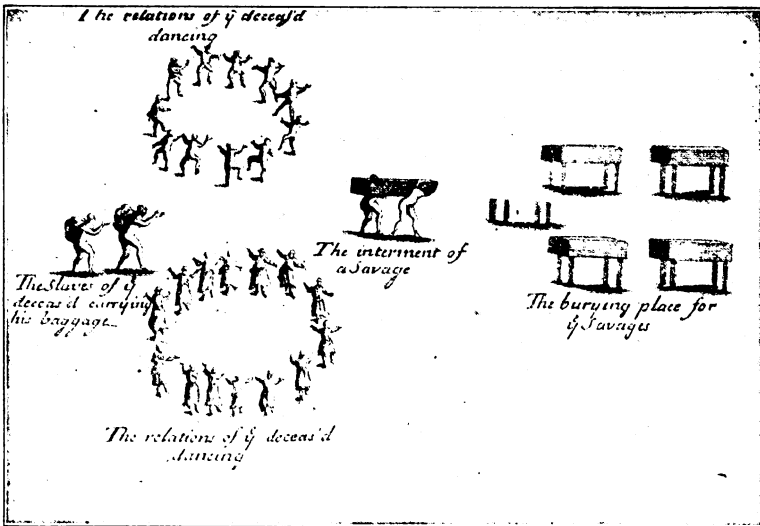 The relations of ẙ deceas'd
dancing
The interment of
a Savage
The Slaves of ẙ
deceas'd carrying
his baggage
The burying place for
ẙ Savages
The relations of ẙ deceas'd
dancing